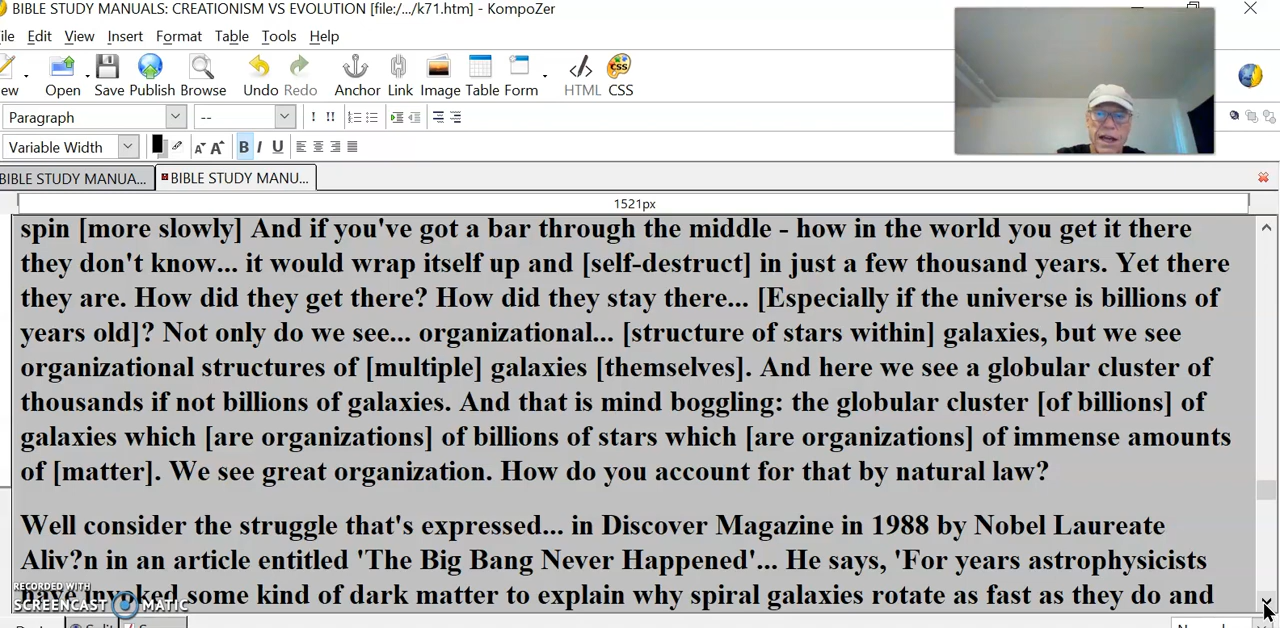 BIBLE STUDY MANUALS: CREATIONISM VS EVOLUTION [file:/.../k71.htm] - KompoZer
Edit View Insert Format Table Tools Help
Open Save Publish Browse Undo Redo Anchor Link Image Table Form HTML CSS
Paragraph -- ! !!
Variable Width B I U
BIBLE STUDY MANUA... BIBLE STUDY MANU...
1521px
spin [more slowly] And if you've got a bar through the middle - how in the world you get it there
they don't know... it would wrap itself up and [self-destruct] in just a few thousand years. Yet there
they are. How did they get there? How did they stay there... [Especially if the universe is billions of
years old]? Not only do we see... organizational... [structure of stars within] galaxies, but we see
organizational structures of [multiple] galaxies [themselves]. And here we see a globular cluster of
thousands if not billions of galaxies. And that is mind boggling: the globular cluster [of billions] of
galaxies which [are organizations] of billions of stars which [are organizations] of immense amounts
of [matter]. We see great organization. How do you account for that by natural law?
Well consider the struggle that's expressed... in Discover Magazine in 1988 by Nobel Laureate
Aliv?n in an article entitled 'The Big Bang Never Happened'... He says, 'For years astrophysicists
have invoked some kind of dark matter to explain why spiral galaxies rotate as fast as they do and
RECORDED WITH
SCREENCAST MATIC